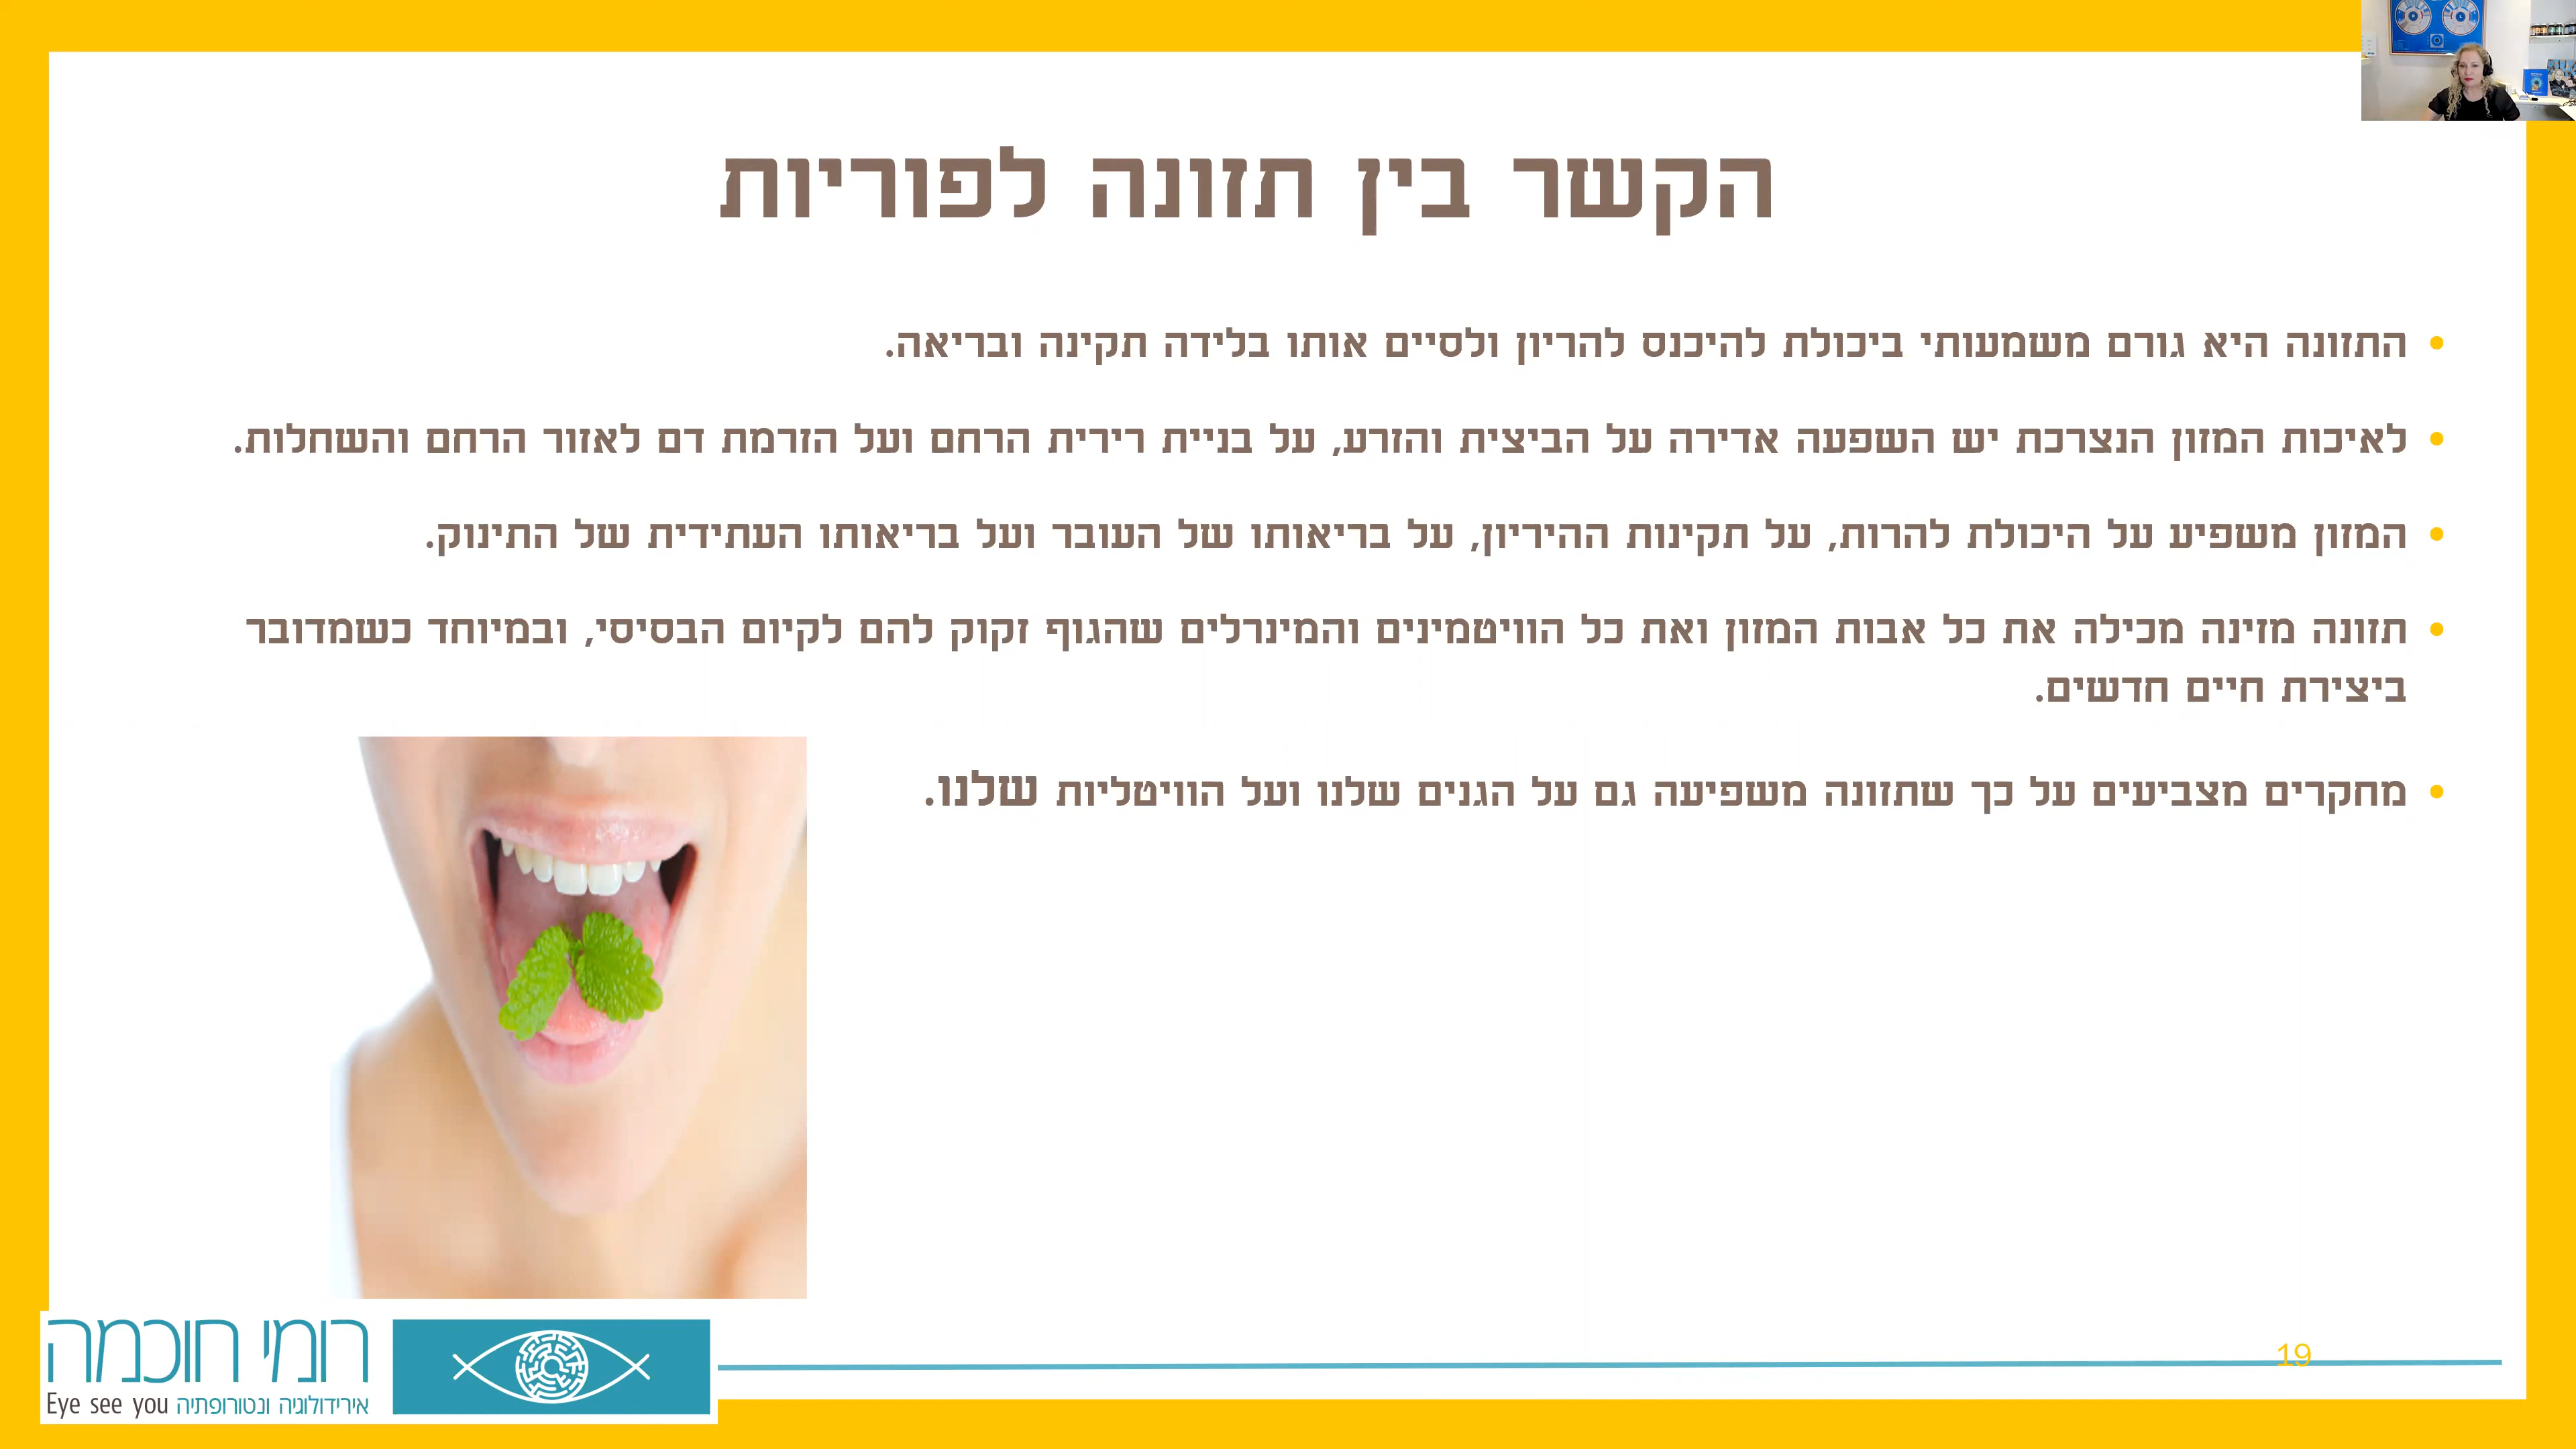 הקשר בין תזונה לפוריות
• התזונה היא גורם משמעותי ביכולת להיכנס להריון ולסיים אותו בלידה תקינה ובריאה.
• לאיכות המזון הנצרכת יש השפעה אדירה על הביצית והזרע, על בניית רירית הרחם ועל הזרמת דם לאזור הרחם והשחלות.
• המזון משפיע על היכולת להרות, על תקינות ההיריון, על בריאותו של העובר ועל בריאותו העתידית של התינוק.
• תזונה מזינה מכילה את כל אבות המזון ואת כל הוויטמינים והמינרלים שהגוף זקוק להם לקיום הבסיסי, ובמיוחד כשמדובר
ביצירת חיים חדשים.
• מחקרים מצביעים על כך שתזונה משפיעה גם על הגנים שלנו ועל הוויטליות שלנו.
רומי חוכמה
אירידולוגיה ונטורופתיה Eye see you
19